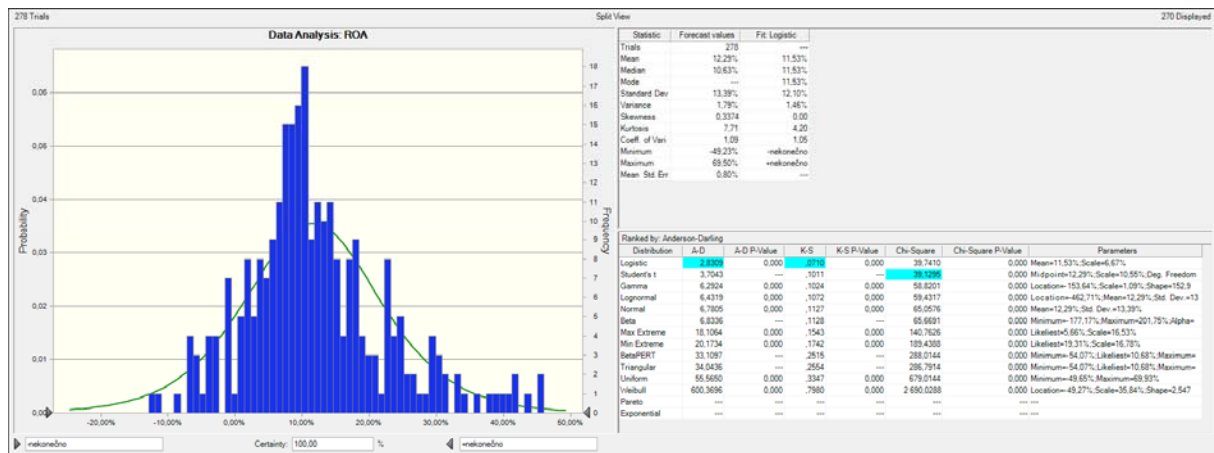 278 Trials Split View 270 Displayed
Data Analysis: ROA
Probability
0,06
0,06
0,04
0,03
0,02
0,01
0,00
Frequency
18
17
16
15
14
13
12
11
10
9
8
7
6
5
4
3
2
1
0
-20,00% -10,00% 0,00% 10,00% 20,00% 30,00% 40,00% 50,00%
-nekonečno Certainty: 100,00 % +nekonečno
Statistic Forecast values Fit: Logistic
Trials 278 ---
Mean 12,29% 11,53%
Median 10,63% 11,53%
Mode --- 11,53%
Standard Dev 13,39% 12,10%
Variance 1,79% 1,46%
Skewness 0,3374 0,00
Kurtosis 7,71 4,20
Coeff. of Vari 1,09 1,05
Minimum -49,23% -nekonečno
Maximum 69,50% +nekonečno
Mean Std. Err 0,80% ---
Ranked by: Anderson-Darling
Distribution A-D A-D P-Value K-S K-S P-Value Chi-Square Chi-Square P-Value Parameters
Logistic 2,8309 0,000 ,0710 0,000 39,7410 0,000 Mean=11,53%;Scale=6,67%
Student's t 3,7043 --- ,1011 --- 39,1295 0,000 Midpoint=12,29%;Scale=10,55%;Deg. Freedom
Gamma 6,2924 0,000 ,1024 0,000 58,8201 0,000 Location=-153,64%;Scale=1,09%;Shape=152,9
Lognormal 6,4319 0,000 ,1072 0,000 59,4317 0,000 Location=-462,71%;Mean=12,29%;Std. Dev.=13
Normal 6,7805 0,000 ,1127 0,000 65,0576 0,000 Mean=12,29%;Std. Dev.=13,39%
Beta 6,8336 --- ,1128 --- 65,6691 0,000 Minimum=-177,17%;Maximum=201,75%;Alpha=
Max Extreme 18,1064 0,000 ,1543 0,000 140,7626 0,000 Likeliest=5,66%;Scale=16,53%
Min Extreme 20,1734 0,000 ,1742 0,000 189,4388 0,000 Likeliest=19,31%;Scale=16,78%
BetaPERT 33,1097 --- ,2515 --- 288,0144 0,000 Minimum=-54,07%;Likeliest=10,68%;Maximum=
Triangular 34,0436 --- ,2554 --- 286,7914 0,000 Minimum=-54,07%;Likeliest=10,68%;Maximum=
Uniform 55,5650 0,000 ,3347 0,000 679,0144 0,000 Minimum=-49,65%;Maximum=69,93%
Weibull 600,3696 0,000 ,7980 0,000 2 690,0288 0,000 Location=-49,27%;Scale=35,84%;Shape=2,547
Pareto --- --- --- --- --- --- ---
Exponential --- --- --- --- --- --- ---